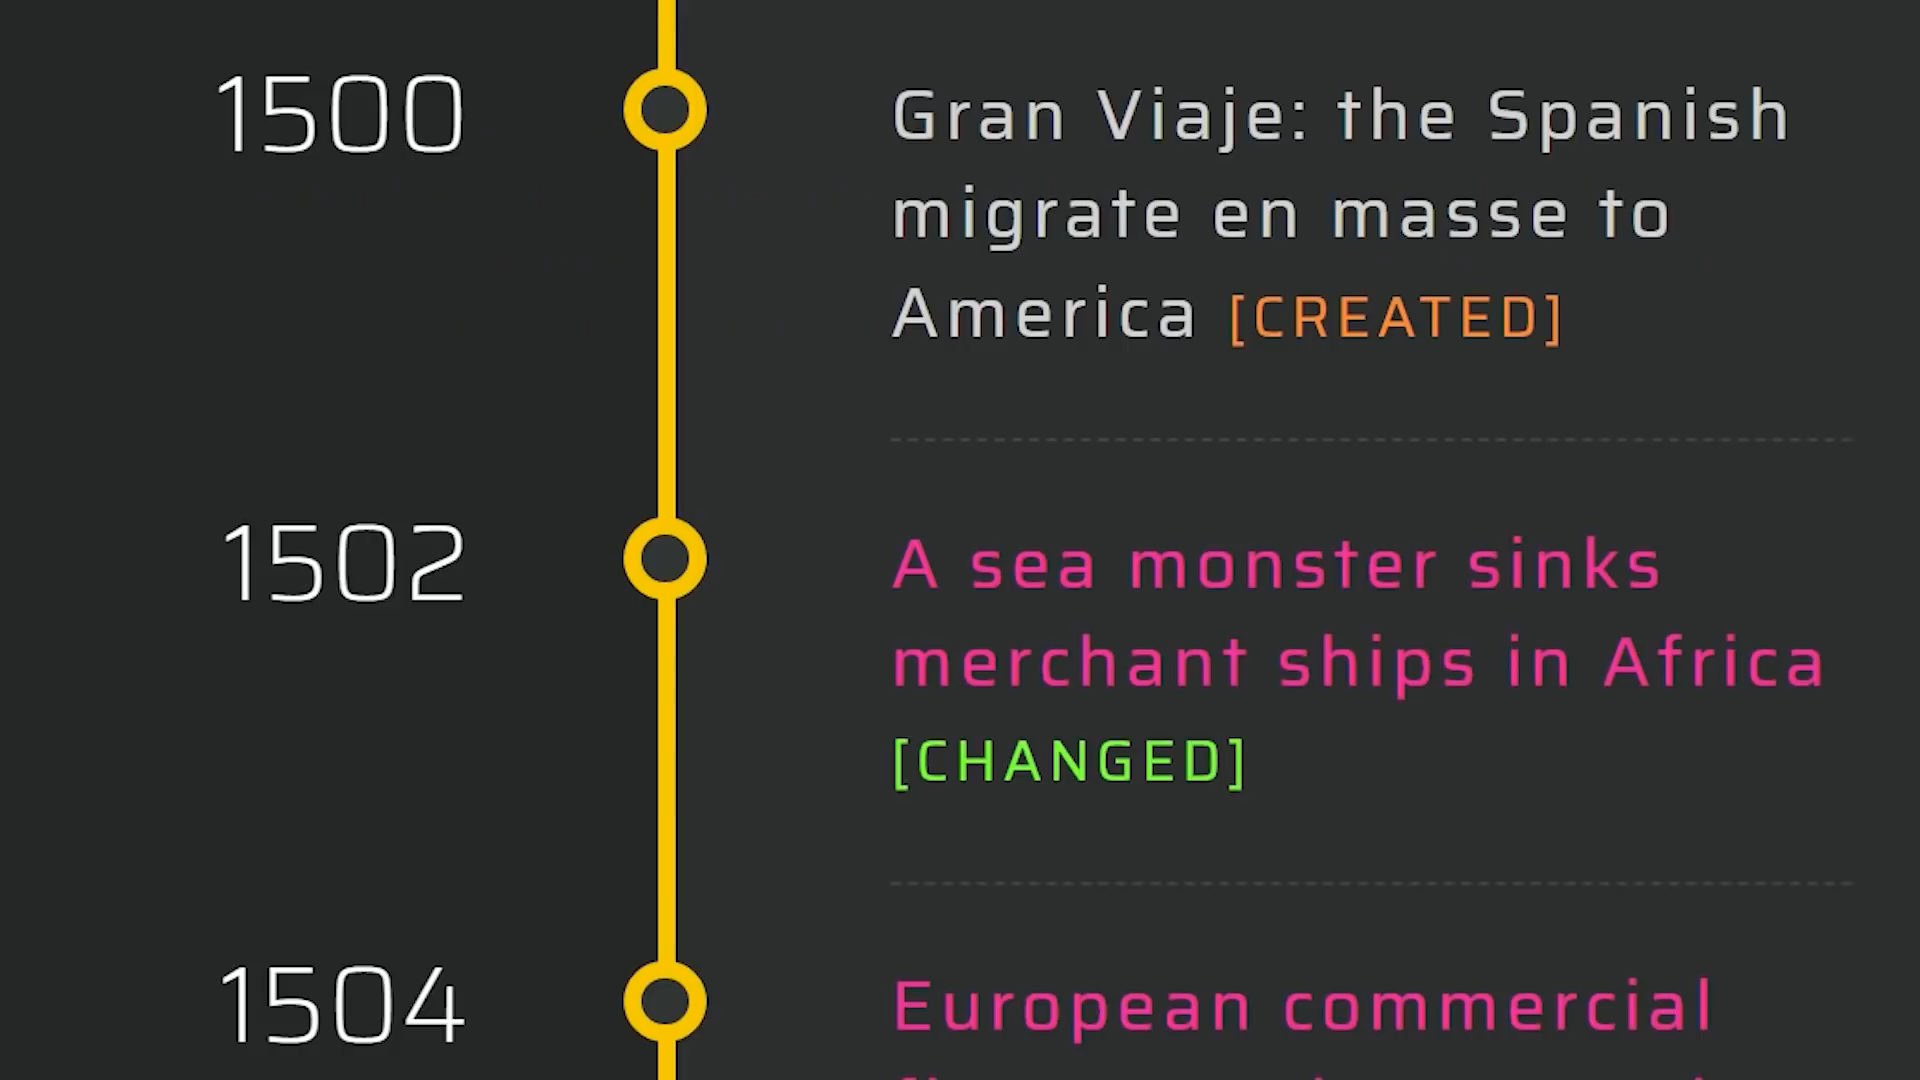 1500
Gran Viaje: the Spanish
migrate en masse to
America [CREATED]
1502
A sea monster sinks
merchant ships in Africa
[CHANGED]
1504
European commercial